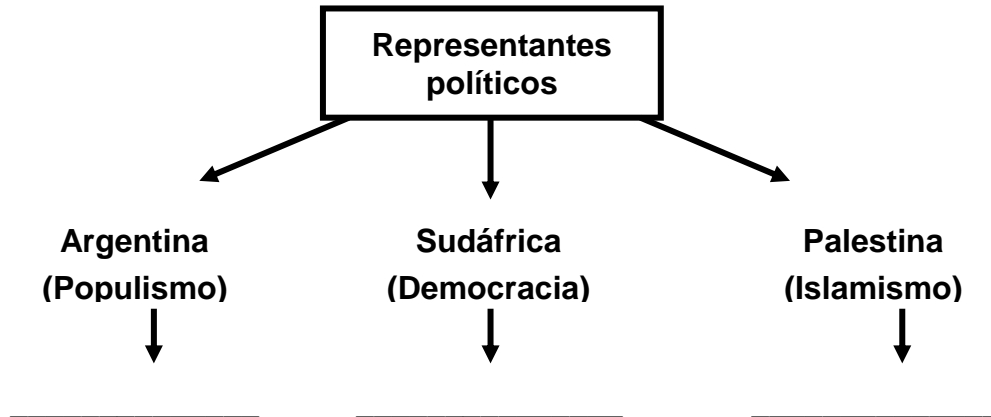 Representantes
políticos
Argentina
(Populismo)
Sudáfrica
(Democracia)
Palestina
(Islamismo)